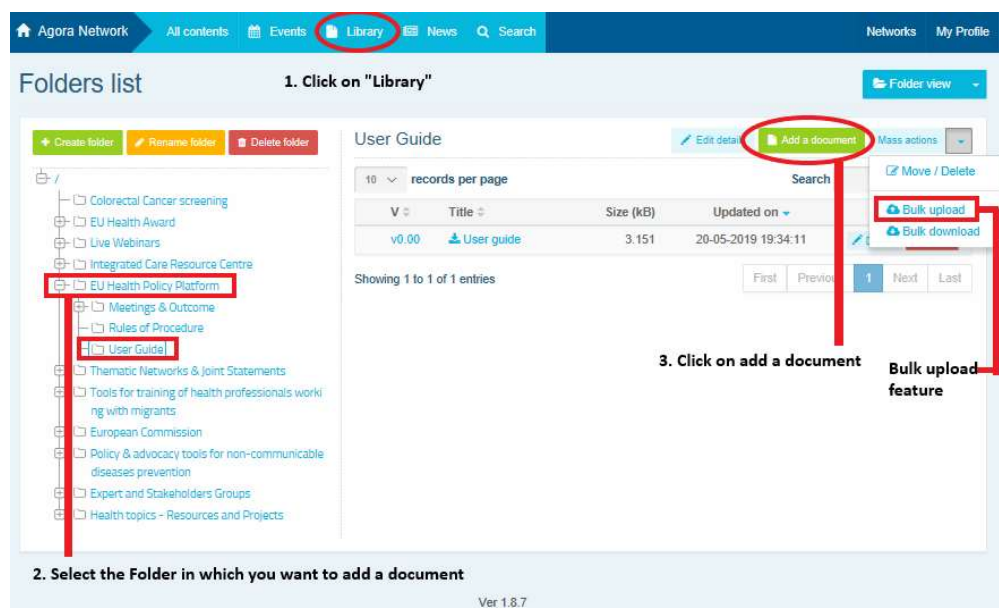 Agora Network All contents Events Library News Search Networks My Profile
Folders list
1. Click on "Library"
Folder view
Create folder Rename folder Delete folder
User Guide
Edit detail Add a document Mass actions
/
Colorectal Cancer screening
EU Health Award
Live Webinars
Integrated Care Resource Centre
EU Health Policy Platform
Meetings & Outcome
Rules of Procedure
User Guide
Thematic Networks & Joint Statements
Tools for training of health professionals worki
ng with migrants
European Commission
Policy & advocacy tools for non-communicable
diseases prevention
Expert and Stakeholders Groups
Health topics - Resources and Projects
10 records per page Search
Move / Delete
Bulk upload
Bulk download
V Title Size (kB) Updated on
v0.00 User guide 3.151 20-05-2019 19:34:11
Showing 1 to 1 of 1 entries
First Previou 1 Next Last
3. Click on add a document
Bulk upload
feature
2. Select the Folder in which you want to add a document
Ver 1.8.7